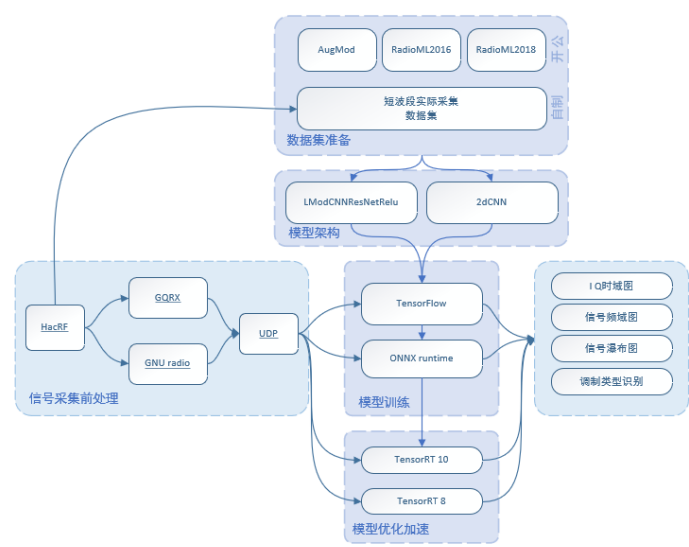 AugMod
RadioML2016
RadioML2018
公开
短波段实际采集
数据集
自制
数据集准备
LModCNNResNetRelu
2dCNN
模型架构
HacRF
GQRX
GNU radio
UDP
信号采集前处理
TensorFlow
ONNX runtime
模型训练
TensorRT 10
TensorRT 8
模型优化加速
I Q时域图
信号频域图
信号瀑布图
调制类型识别